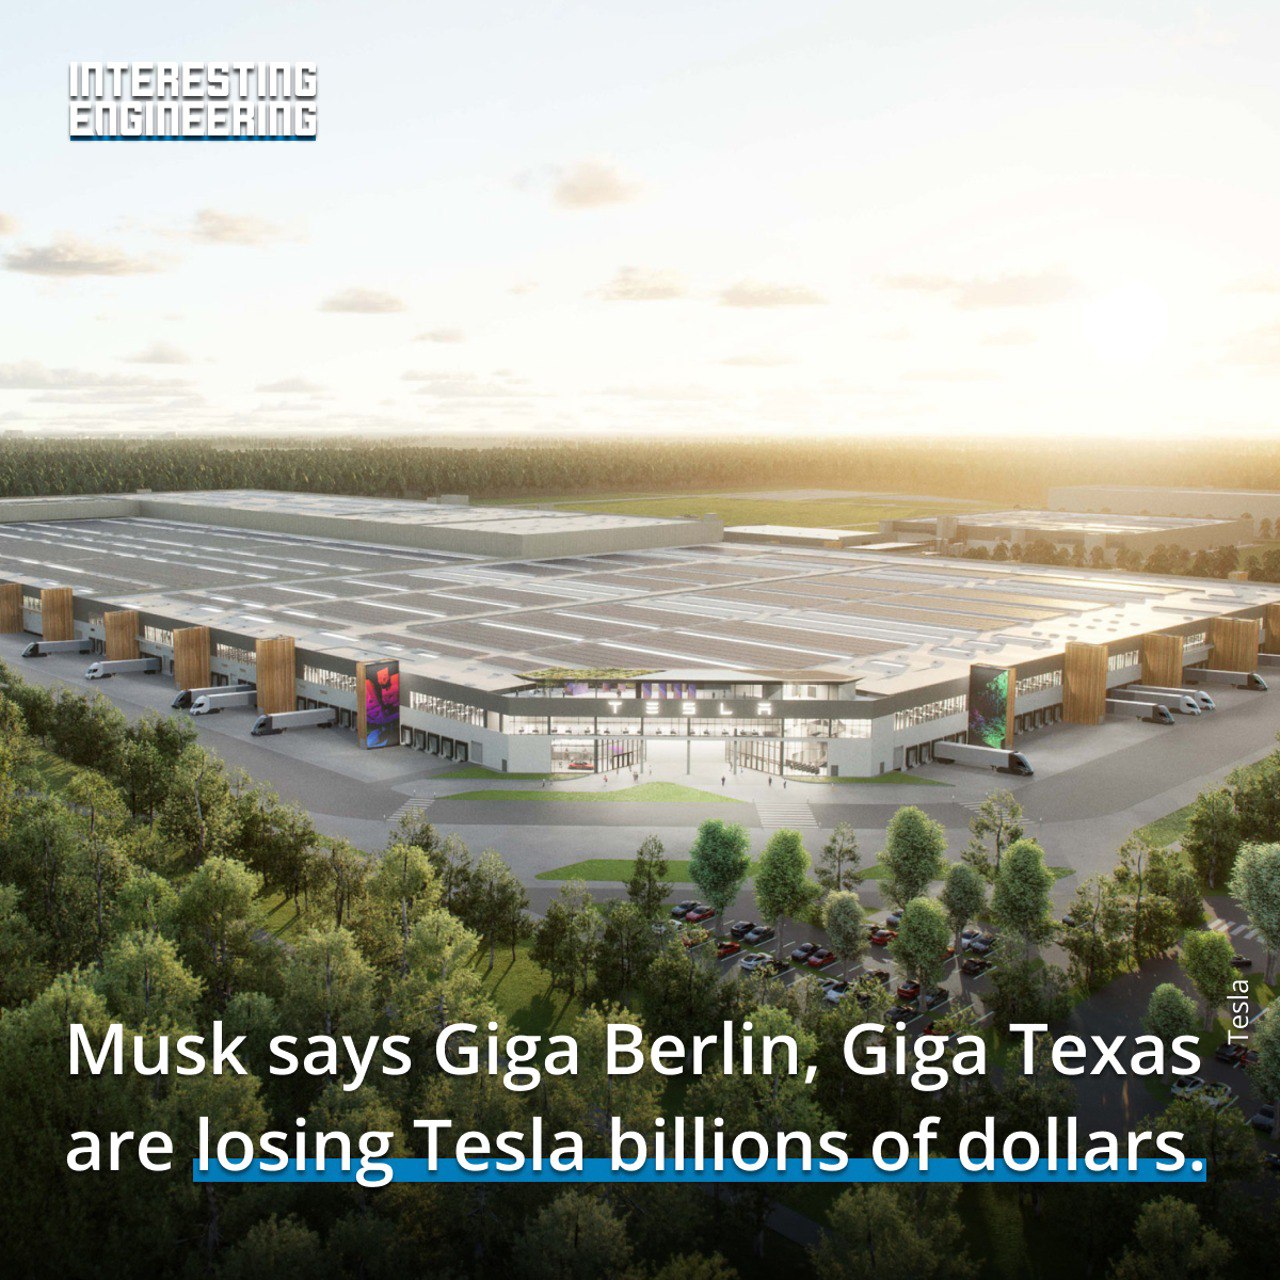 INTERESTING
ENGINEERING
TESLA
Tesla
Musk says Giga Berlin, Giga Texas
are losing Tesla billions of dollars.